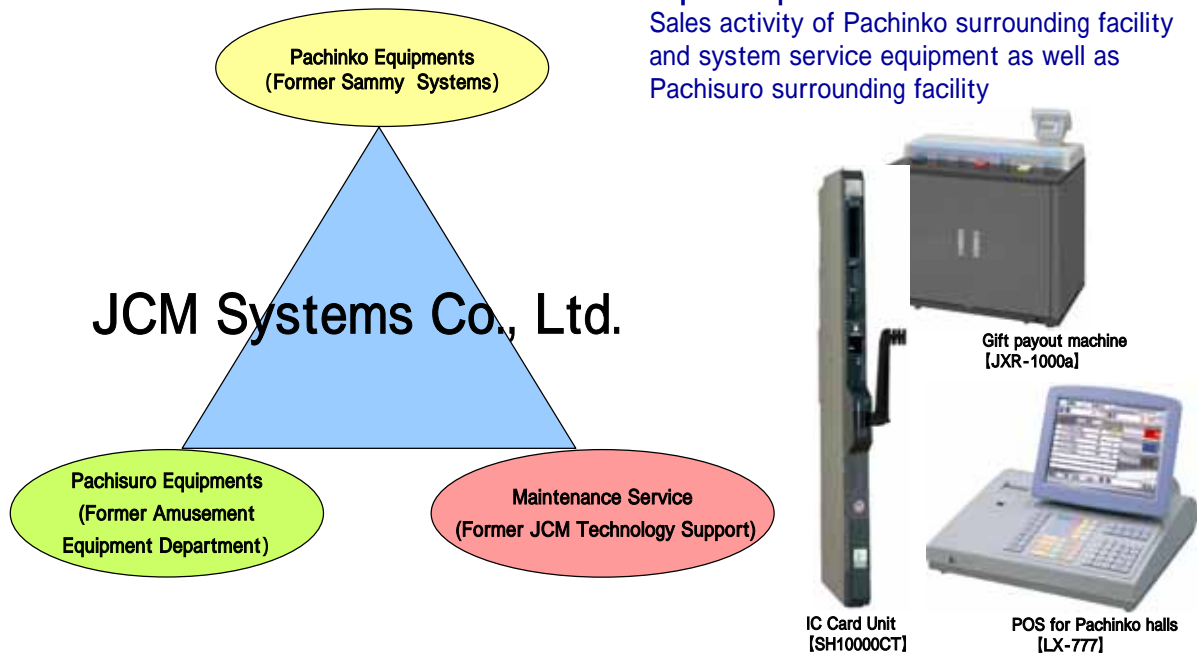 Pachinko Equipments
(Former Sammy Systems)
Sales activity of Pachinko surrounding facility
and system service equipment as well as
Pachisuro surrounding facility
JCM Systems Co., Ltd.
Gift payout machine
【JXR-1000a】
Pachisuro Equipments
(Former Amusement
Equipment Department)
Maintenance Service
(Former JCM Technology Support)
IC Card Unit
【SH10000CT】
POS for Pachinko halls
【LX-777】